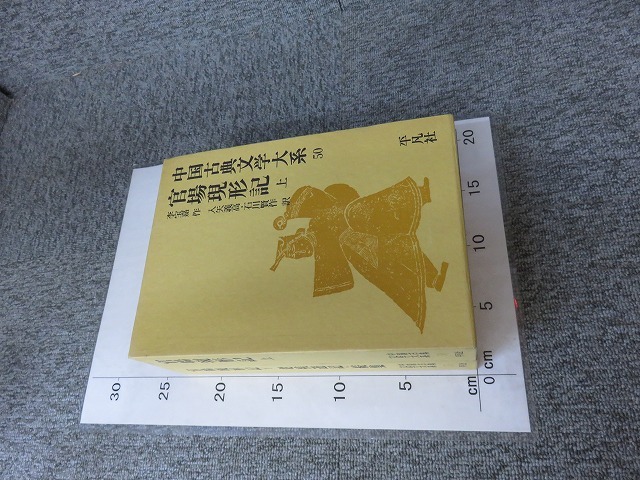 中国古典文学大系 50
官場現形記 上
李宝嘉 作
入矢義高
石川賢作 訳
平凡社
20
15
10
5
0 cm
cm
5
10
15
20
25
30